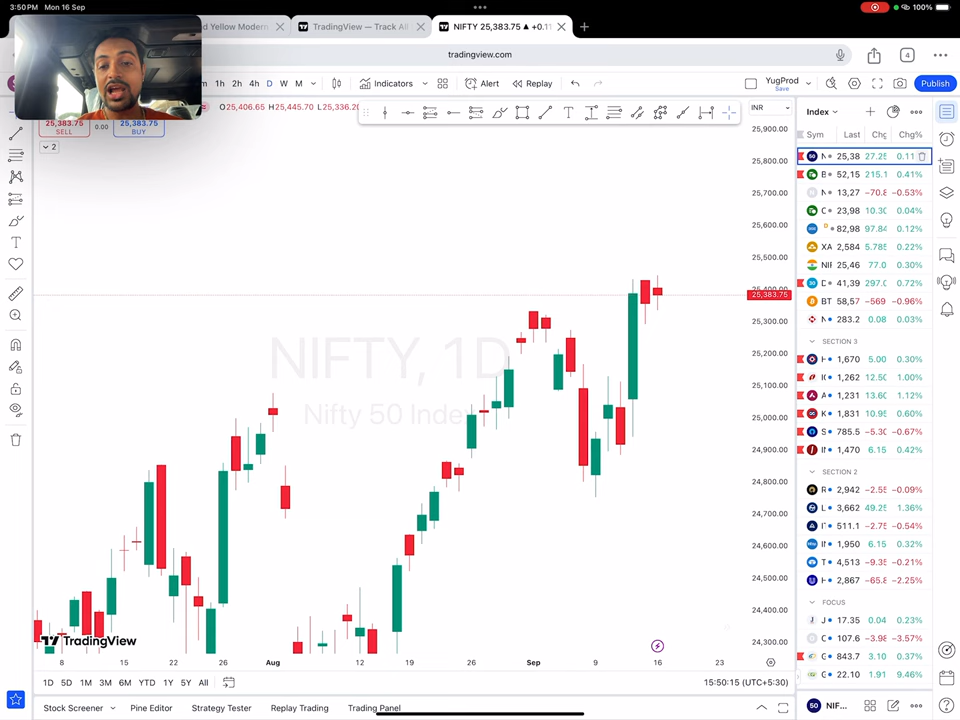 3:50PM Mon 16 Sep
100%
d Yellow Modern
TradingView — Track All
NIFTY 25,383.75 ▲ +0.11
tradingview.com
4
1h 2h 4h D W M
Indicators
Alert
Replay
YugProd
Save
Publish
O25,406.65 H25,445.70 L25,336.20
25,383.75
SELL
0.00
25,383.75
BUY
2
INR
Index
Sym Last Chg Chg%
N 25,38 27.25 0.11
B 52,15 215.1 0.41%
N 13,27 −70.8 −0.53%
C 23,98 10.30 0.04%
82,98 97.84 0.12%
XA 2,584 5.785 0.22%
NIF 25,46 77.0 0.30%
D 41,39 297.0 0.72%
BT 58,57 −569 −0.96%
N 283.2 0.08 0.03%
SECTION 3
H 1,670 5.00 0.30%
IC 1,262 12.50 1.00%
A 1,231 13.60 1.12%
K 1,831 10.95 0.60%
S 785.5 −5.30 −0.67%
IN 1,470 6.15 0.42%
SECTION 2
R 2,942 −2.55 −0.09%
L 3,662 49.25 1.36%
I 511.1 −2.75 −0.54%
IN 1,950 6.15 0.32%
T 4,513 −9.35 −0.21%
H 2,867 −65.8 −2.25%
FOCUS
J 17.35 0.04 0.23%
C 107.6 −3.98 −3.57%
C 843.7 3.10 0.37%
G 22.10 1.91 9.46%
25,900.00
25,800.00
25,700.00
25,600.00
25,500.00
25,400.00
25,383.75
25,300.00
25,200.00
25,100.00
25,000.00
24,900.00
24,800.00
24,700.00
24,600.00
24,500.00
24,400.00
24,300.00
NIFTY, 1D
Nifty 50 Index
TradingView
8 15 22 26 Aug 12 19 26 Sep 9 16 23
1D 5D 1M 3M 6M YTD 1Y 5Y All
15:50:15 (UTC+5:30)
Stock Screener
Pine Editor
Strategy Tester
Replay Trading
Trading Panel
50 NIF...